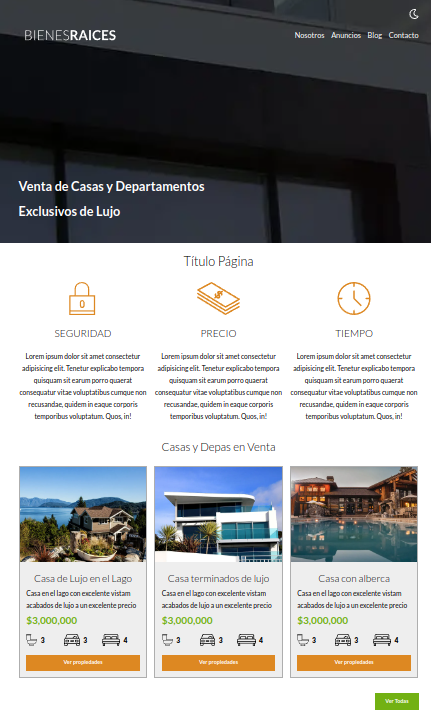 BIENESRAICES
Nosotros Anuncios Blog Contacto
Venta de Casas y Departamentos
Exclusivos de Lujo
Título Página
SEGURIDAD
Lorem ipsum dolor sit amet consectetur
adipisicing elit. Tenetur explicabo tempora
quisquam sit earum porro quaerat
consequatur vitae voluptatibus cumque non
recusandae, quidem in eaque corporis
temporibus voluptatum. Quos, in!
PRECIO
Lorem ipsum dolor sit amet consectetur
adipisicing elit. Tenetur explicabo tempora
quisquam sit earum porro quaerat
consequatur vitae voluptatibus cumque non
recusandae, quidem in eaque corporis
temporibus voluptatum. Quos, in!
TIEMPO
Lorem ipsum dolor sit amet consectetur
adipisicing elit. Tenetur explicabo tempora
quisquam sit earum porro quaerat
consequatur vitae voluptatibus cumque non
recusandae, quidem in eaque corporis
temporibus voluptatum. Quos, in!
Casas y Depas en Venta
Casa de Lujo en el Lago
Casa en el lago con excelente vistam
acabados de lujo a un excelente precio
$3,000,000
3 3 4
Ver propiedades
Casa terminados de lujo
Casa en el lago con excelente vistam
acabados de lujo a un excelente precio
$3,000,000
3 3 4
Ver propiedades
Casa con alberca
Casa en el lago con excelente vistam
acabados de lujo a un excelente precio
$3,000,000
3 3 4
Ver propiedades
Ver Todas